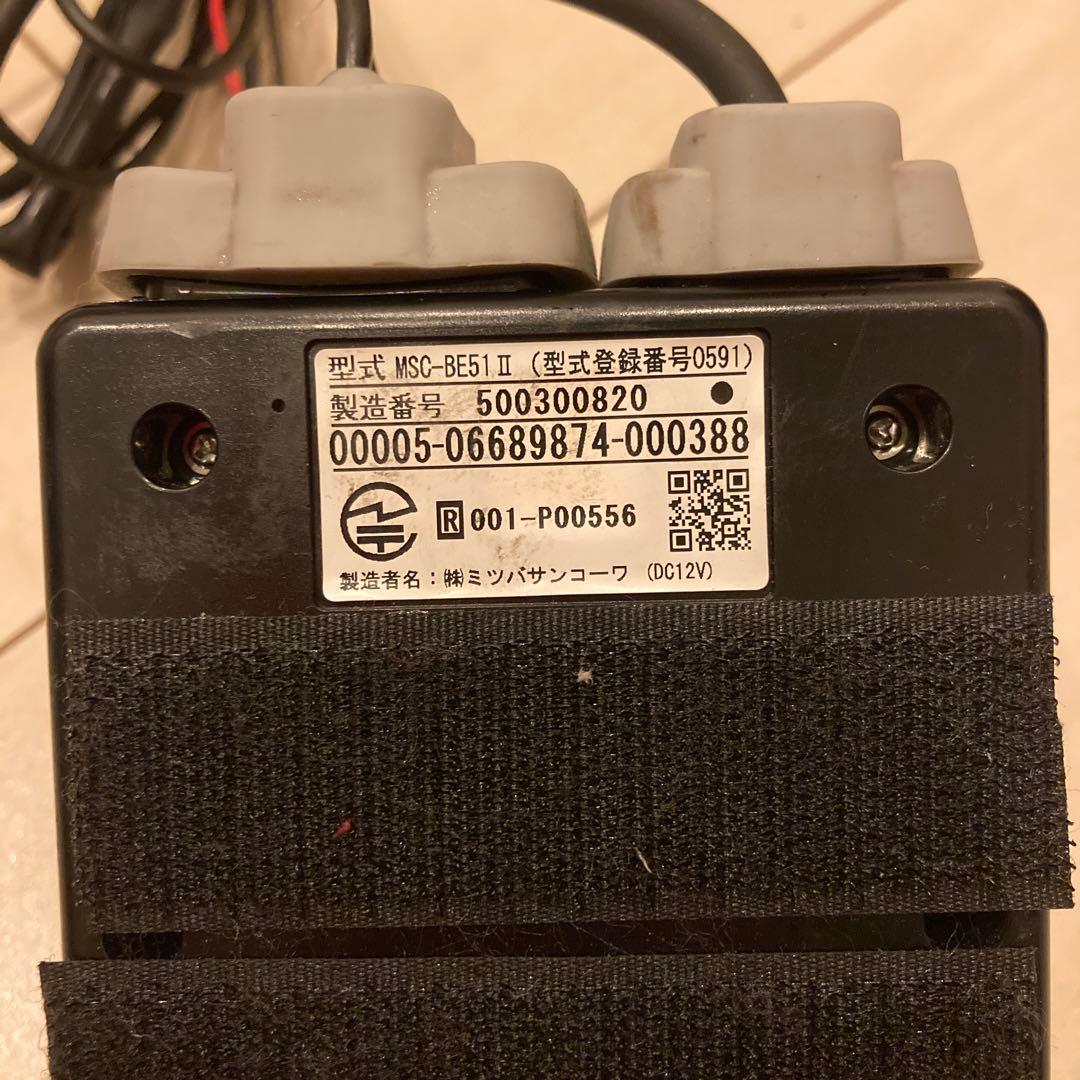 型式 MSC-BE51Ⅱ (型式登録番号0591)
製造番号 500300820
00005-06689874-000388
R 001-P00556
製造者名:㈱ミツバサンコーワ (DC12V)